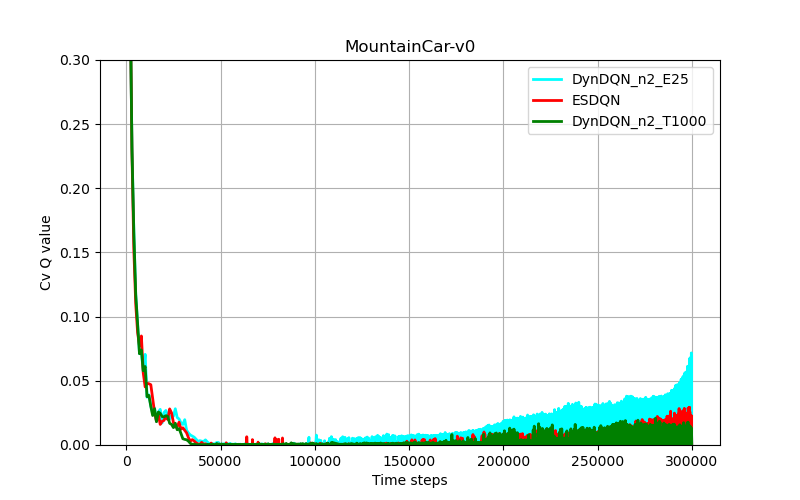 MountainCar-v0
DynDQN_n2_E25
ESDQN
DynDQN_n2_T1000
Cv Q value
0.30
0.25
0.20
0.15
0.10
0.05
0.00
0 50000 100000 150000 200000 250000 300000
Time steps